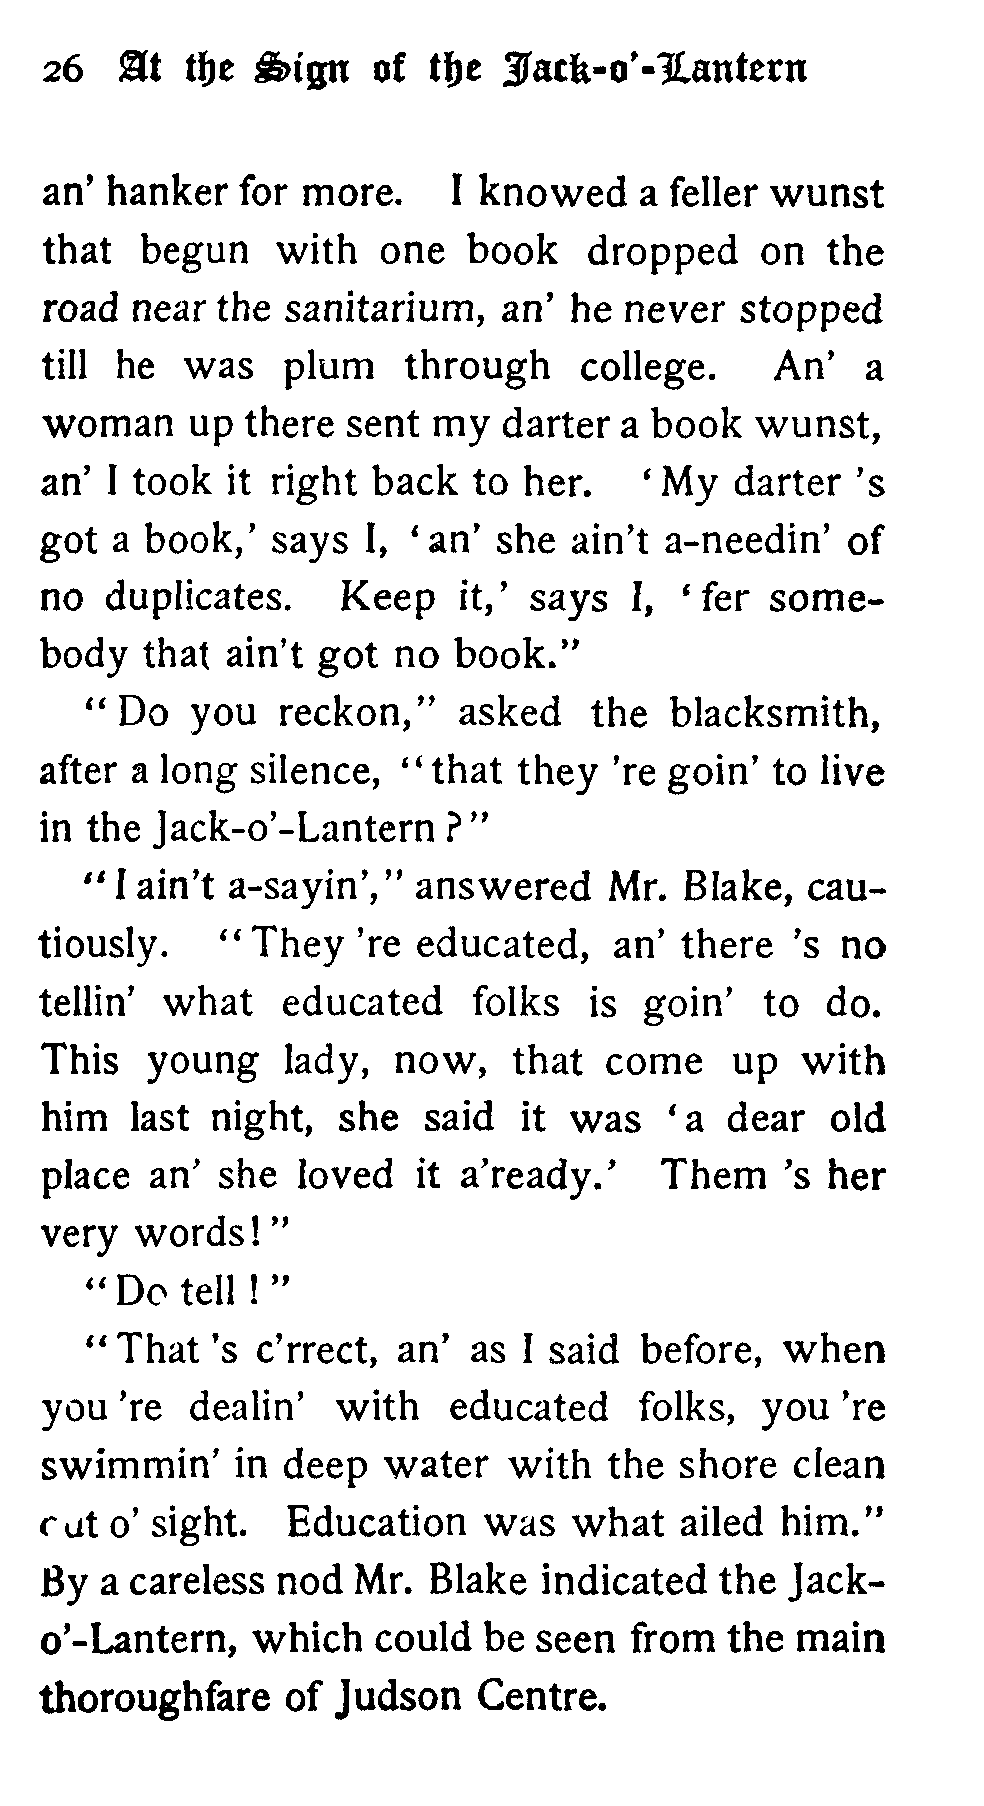 26 At the Sign of the Jack-o'-Lantern
an' hanker for more. I knowed a feller wunst
that begun with one book dropped on the
road near the sanitarium, an' he never stopped
till he was plum through college. An' a
woman up there sent my darter a book wunst,
an' I took it right back to her. 'My darter 's
got a book,' says I, 'an' she ain't a-needin' of
no duplicates. Keep it,' says I, 'fer some-
body that ain't got no book."
"Do you reckon," asked the blacksmith,
after a long silence, "that they 're goin' to live
in the Jack-o'-Lantern?"
"I ain't a-sayin'," answered Mr. Blake, cau-
tiously. "They 're educated, an' there 's no
tellin' what educated folks is goin' to do.
This young lady, now, that come up with
him last night, she said it was 'a dear old
place an' she loved it a'ready.' Them 's her
very words!"
"Do tell!"
"That 's c'rrect, an' as I said before, when
you 're dealin' with educated folks, you 're
swimmin' in deep water with the shore clean
out o' sight. Education was what ailed him."
By a careless nod Mr. Blake indicated the Jack-
o'-Lantern, which could be seen from the main
thoroughfare of Judson Centre.